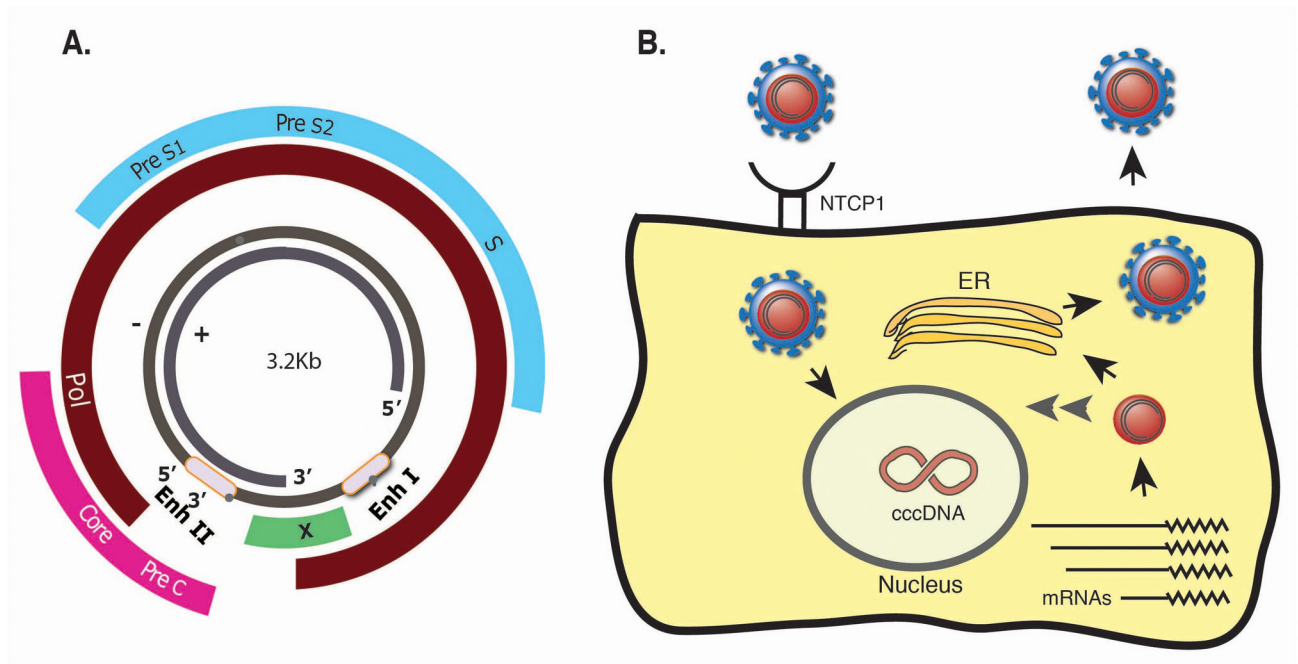 A.
Pre S1
Pre S2
S
-
+
3.2Kb
Pol
5’
5’
3’
3’
Enh II
Enh I
X
Core
Pre C
B.
NTCP1
ER
cccDNA
Nucleus
mRNAs